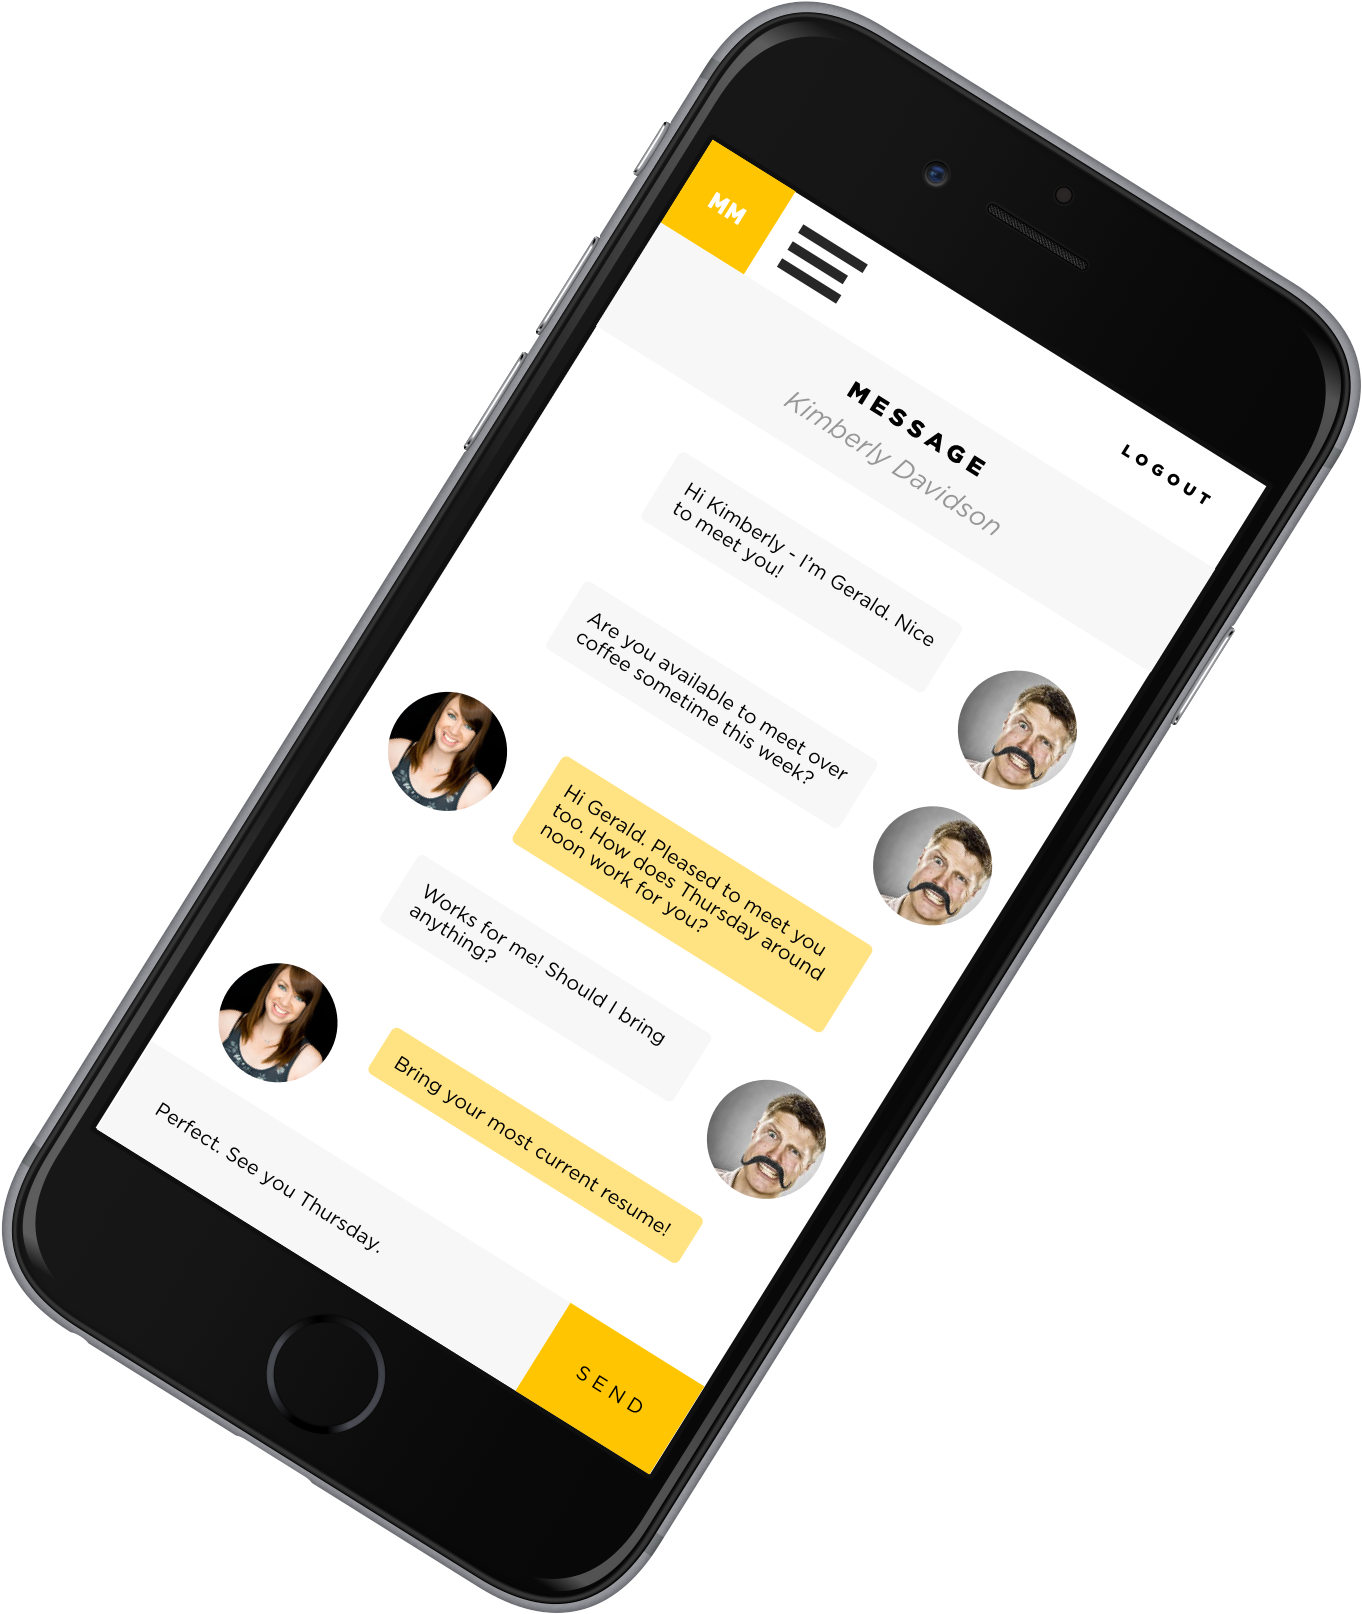 MM
LOGOUT
MESSAGE
Kimberly Davidson
Hi Kimberly - I'm Gerald. Nice
to meet you!
Are you available to meet over
coffee sometime this week?
Hi Gerald. Pleased to meet you
too. How does Thursday around
noon work for you?
Works for me! Should I bring
anything?
Bring your most current resume!
Perfect. See you Thursday.
SEND